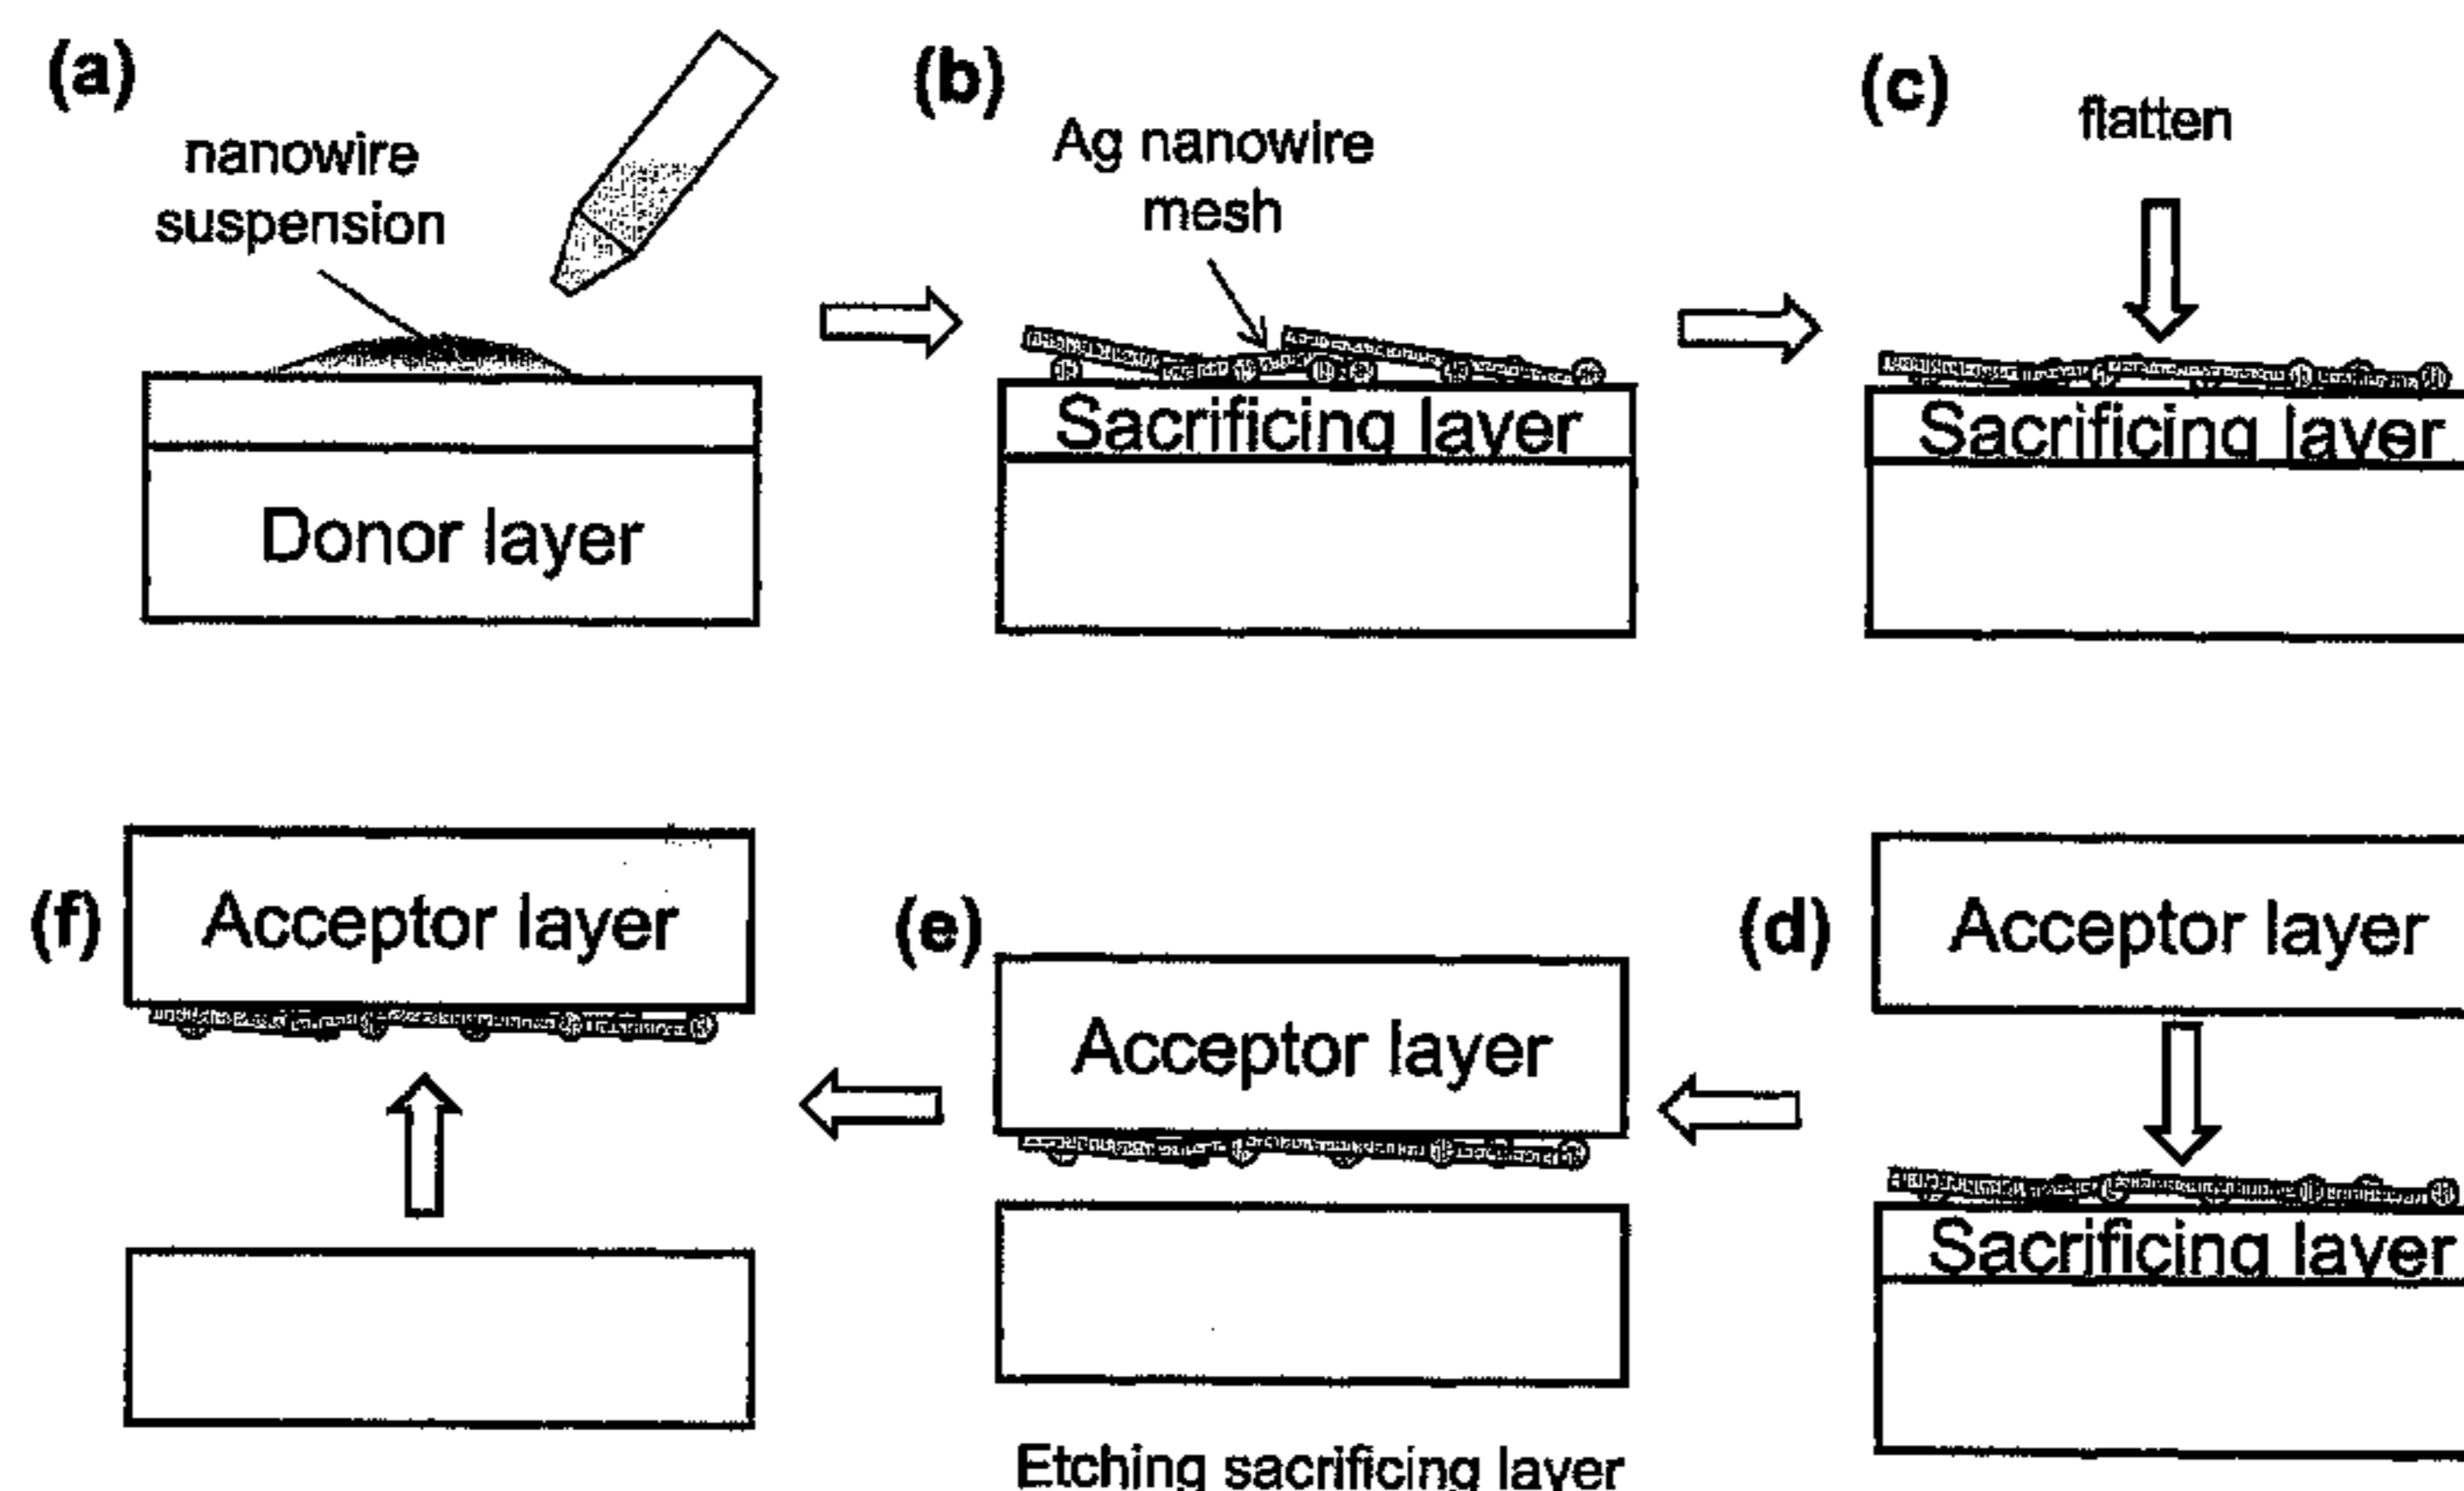 (a)
nanowire
suspension
Donor layer
(b)
Ag nanowire
mesh
Sacrificing layer
(c)
flatten
Sacrificing layer
(f)
Acceptor layer
(e)
Acceptor layer
Etching sacrificing layer
(d)
Acceptor layer
Sacrificing layer